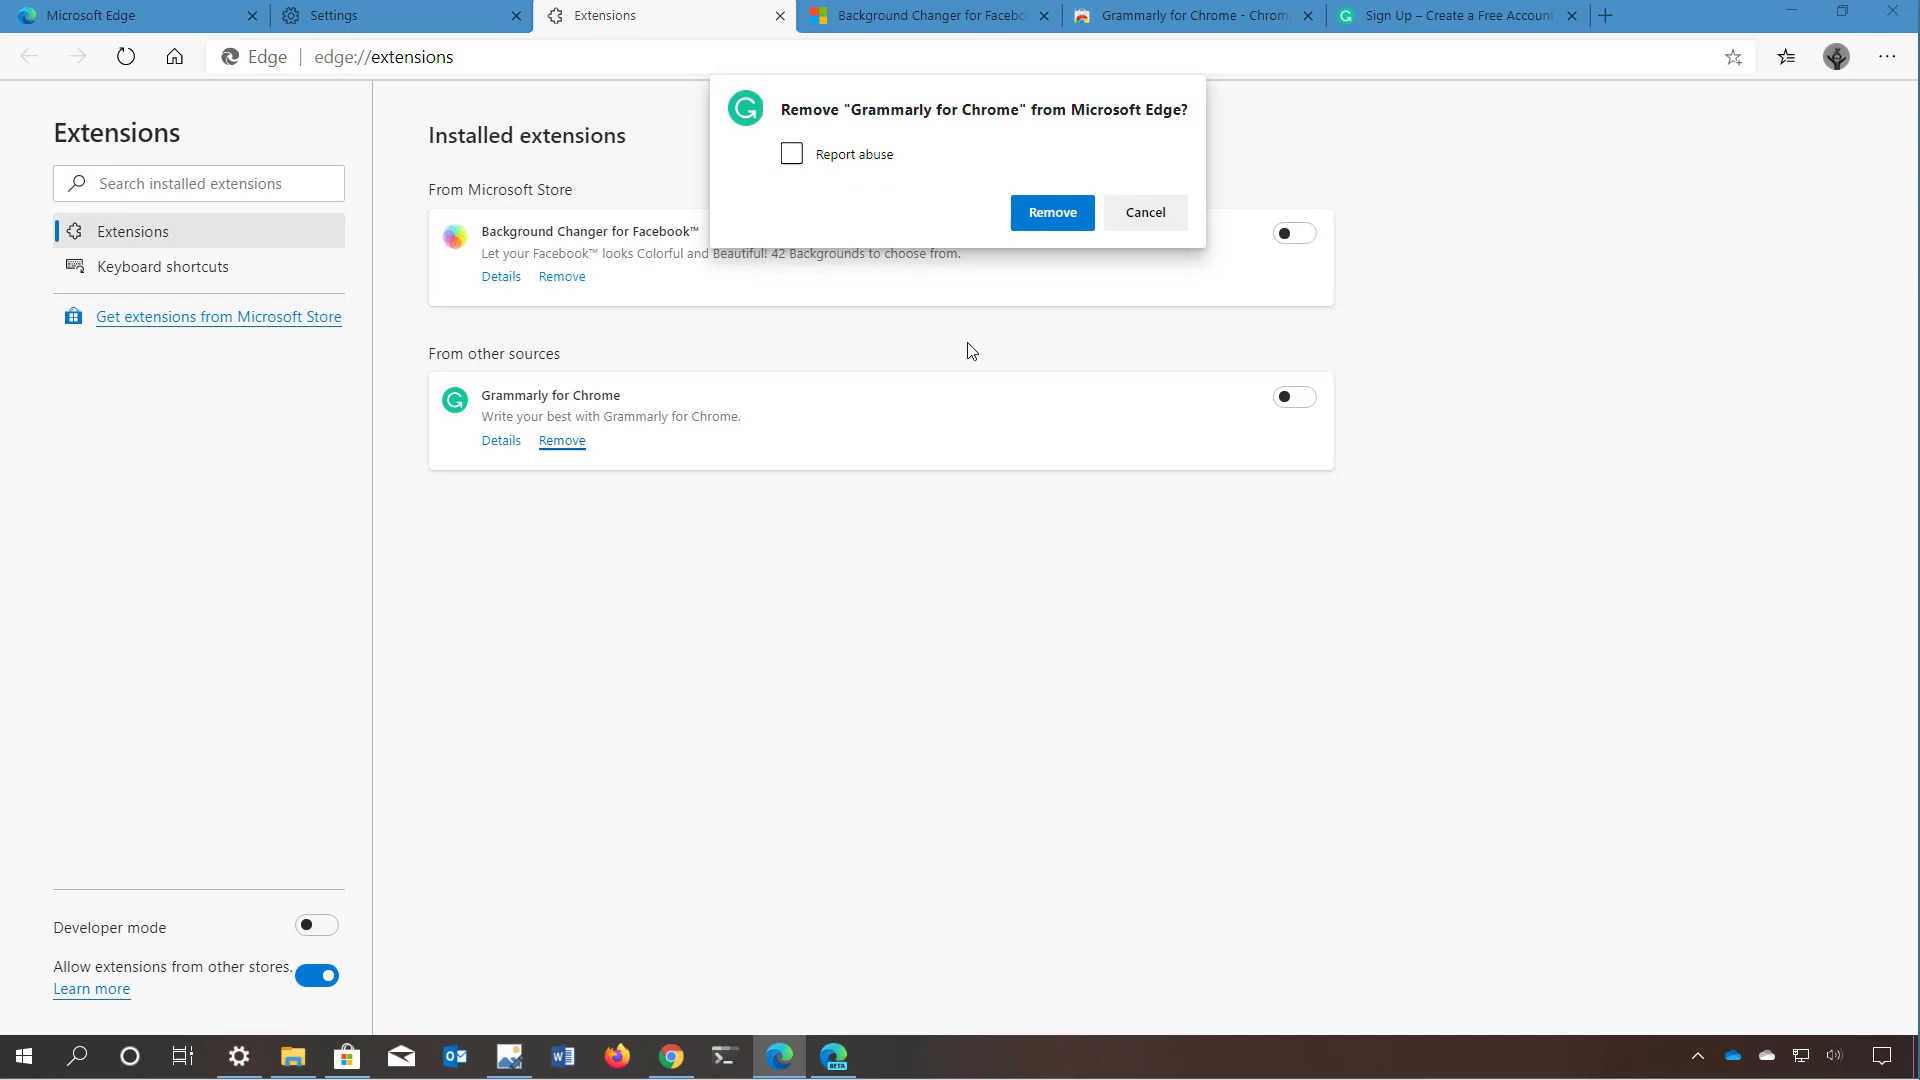 Microsoft Edge
Settings
Extensions
Background Changer for Facebo
Grammarly for Chrome - Chrom
Sign Up – Create a Free Account
Edge | edge://extensions
Remove "Grammarly for Chrome" from Microsoft Edge?
Report abuse
Remove
Cancel
Extensions
Search installed extensions
Extensions
Keyboard shortcuts
Get extensions from Microsoft Store
Installed extensions
From Microsoft Store
Background Changer for Facebook™
Let your Facebook™ looks Colorful and Beautiful! 42 Backgrounds to choose from.
Details Remove
From other sources
Grammarly for Chrome
Write your best with Grammarly for Chrome.
Details Remove
Developer mode
Allow extensions from other stores.
Learn more
BETA